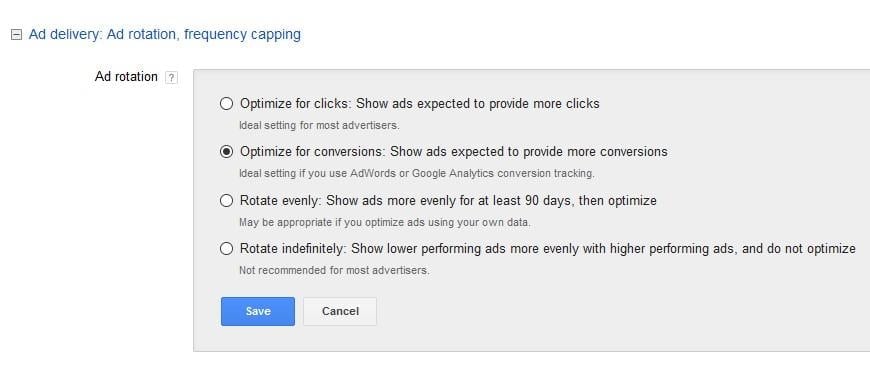 Ad delivery: Ad rotation, frequency capping
Ad rotation ?
Optimize for clicks: Show ads expected to provide more clicks
Ideal setting for most advertisers.
Optimize for conversions: Show ads expected to provide more conversions
Ideal setting if you use AdWords or Google Analytics conversion tracking.
Rotate evenly: Show ads more evenly for at least 90 days, then optimize
May be appropriate if you optimize ads using your own data.
Rotate indefinitely: Show lower performing ads more evenly with higher performing ads, and do not optimize
Not recommended for most advertisers.
Save Cancel